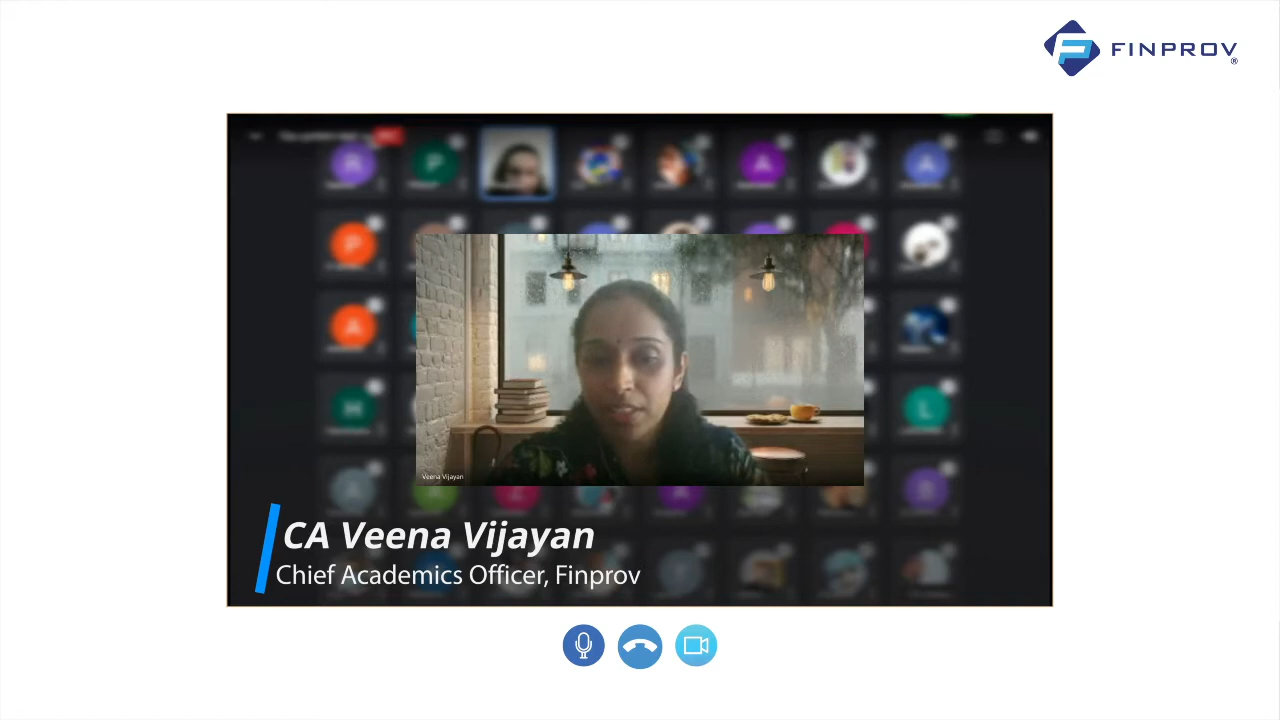 FINPROV®
Veena Vijayan
CA Veena Vijayan
Chief Academics Officer, Finprov